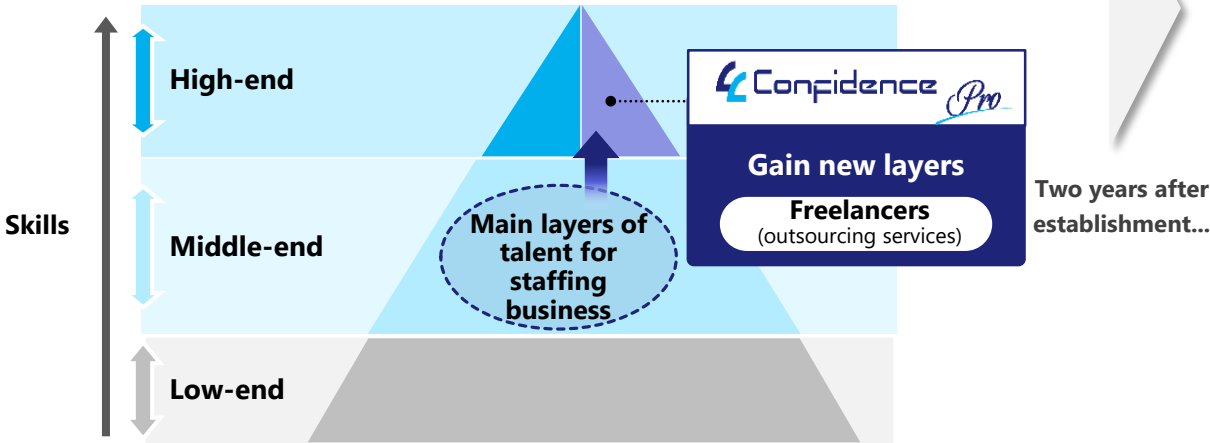 High-end
Confidence
Pro
Gain new layers
Freelancers
(outsourcing services)
Two years after
establishment...
Skills
Middle-end
Main layers of
talent for
staffing
business
Low-end